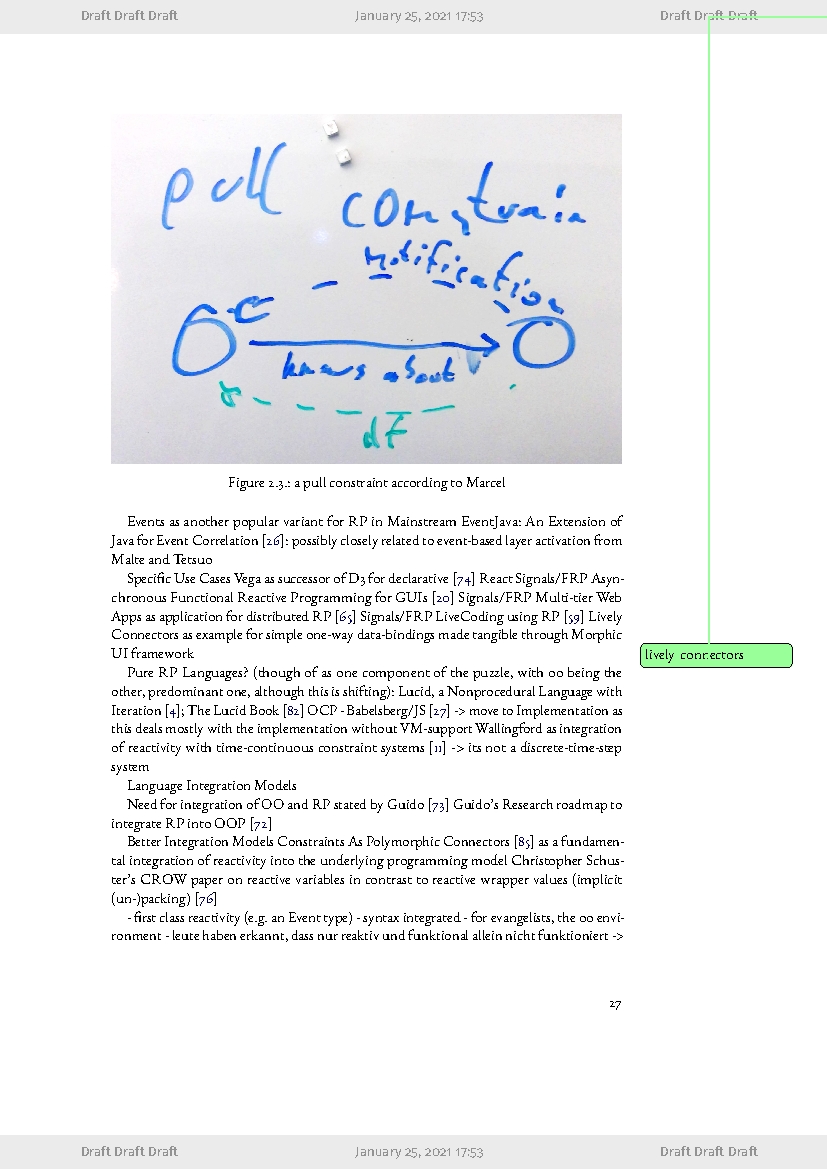 Draft Draft Draft January 25, 2021 17:53 Draft Draft Draft
pull
constrain
notification
knows about
dF
Figure 2.3.: a pull constraint according to Marcel
Events as another popular variant for RP in Mainstream EventJava: An Extension of
Java for Event Correlation [26]: possibly closely related to event-based layer activation from
Malte and Tetsuo
Specific Use Cases Vega as successor of D3 for declarative [74] React Signals/FRP Asyn-
chronous Functional Reactive Programming for GUIs [20] Signals/FRP Multi-tier Web
Apps as application for distributed RP [65] Signals/FRP LiveCoding using RP [59] Lively
Connectors as example for simple one-way data-bindings made tangible through Morphic
UI framework
lively connectors
Pure RP Languages? (though of as one component of the puzzle, with oo being the
other, predominant one, although this is shifting): Lucid, a Nonprocedural Language with
Iteration [4]; The Lucid Book [82] OCP - Babelsberg/JS [27] -> move to Implementation as
this deals mostly with the implementation without VM-support Wallingford as integration
of reactivity with time-continuous constraint systems [11] -> its not a discrete-time-step
system
Language Integration Models
Need for integration of OO and RP stated by Guido [73] Guido's Research roadmap to
integrate RP into OOP [72]
Better Integration Models Constraints As Polymorphic Connectors [85] as a fundamen-
tal integration of reactivity into the underlying programming model Christopher Schus-
ter's CROW paper on reactive variables in contrast to reactive wrapper values (implicit
(un-)packing) [76]
- first class reactivity (e.g. an Event type) - syntax integrated - for evangelists, the oo envi-
ronment - leute haben erkannt, dass nur reaktiv und funktional allein nicht funktioniert ->
27
Draft Draft Draft January 25, 2021 17:53 Draft Draft Draft